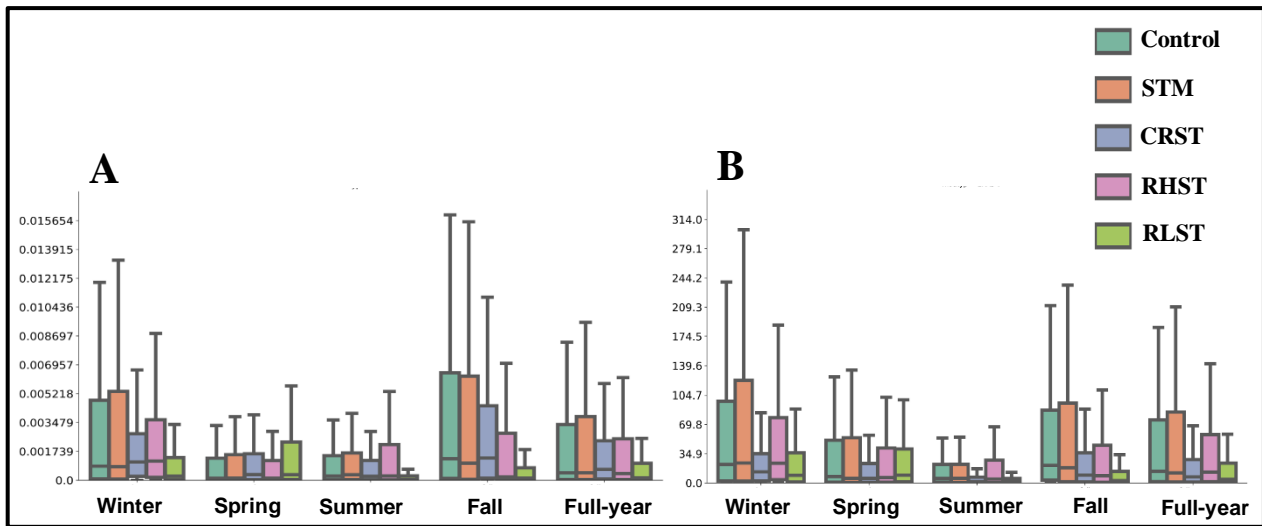 Control
STM
CRST
RHST
RLST
A
0.015654
0.013915
0.012175
0.010436
0.008697
0.006957
0.005218
0.003479
0.001739
0.0
Winter
Spring
Summer
Fall
Full-year
B
314.0
279.1
244.2
209.3
174.5
139.6
104.7
69.8
34.9
0.0
Winter
Spring
Summer
Fall
Full-year